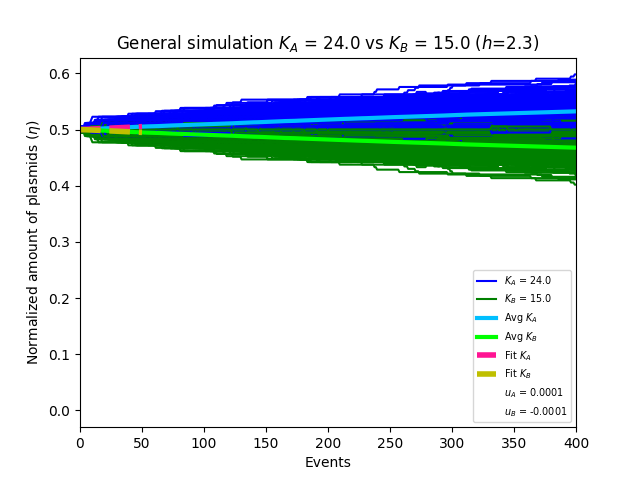 General simulation K_A = 24.0 vs K_B = 15.0 (h=2.3)
Normalized amount of plasmids (η)
0.6
0.5
0.4
0.3
0.2
0.1
0.0
K_A = 24.0
K_B = 15.0
Avg K_A
Avg K_B
Fit K_A
Fit K_B
u_A = 0.0001
u_B = -0.0001
0 50 100 150 200 250 300 350 400
Events